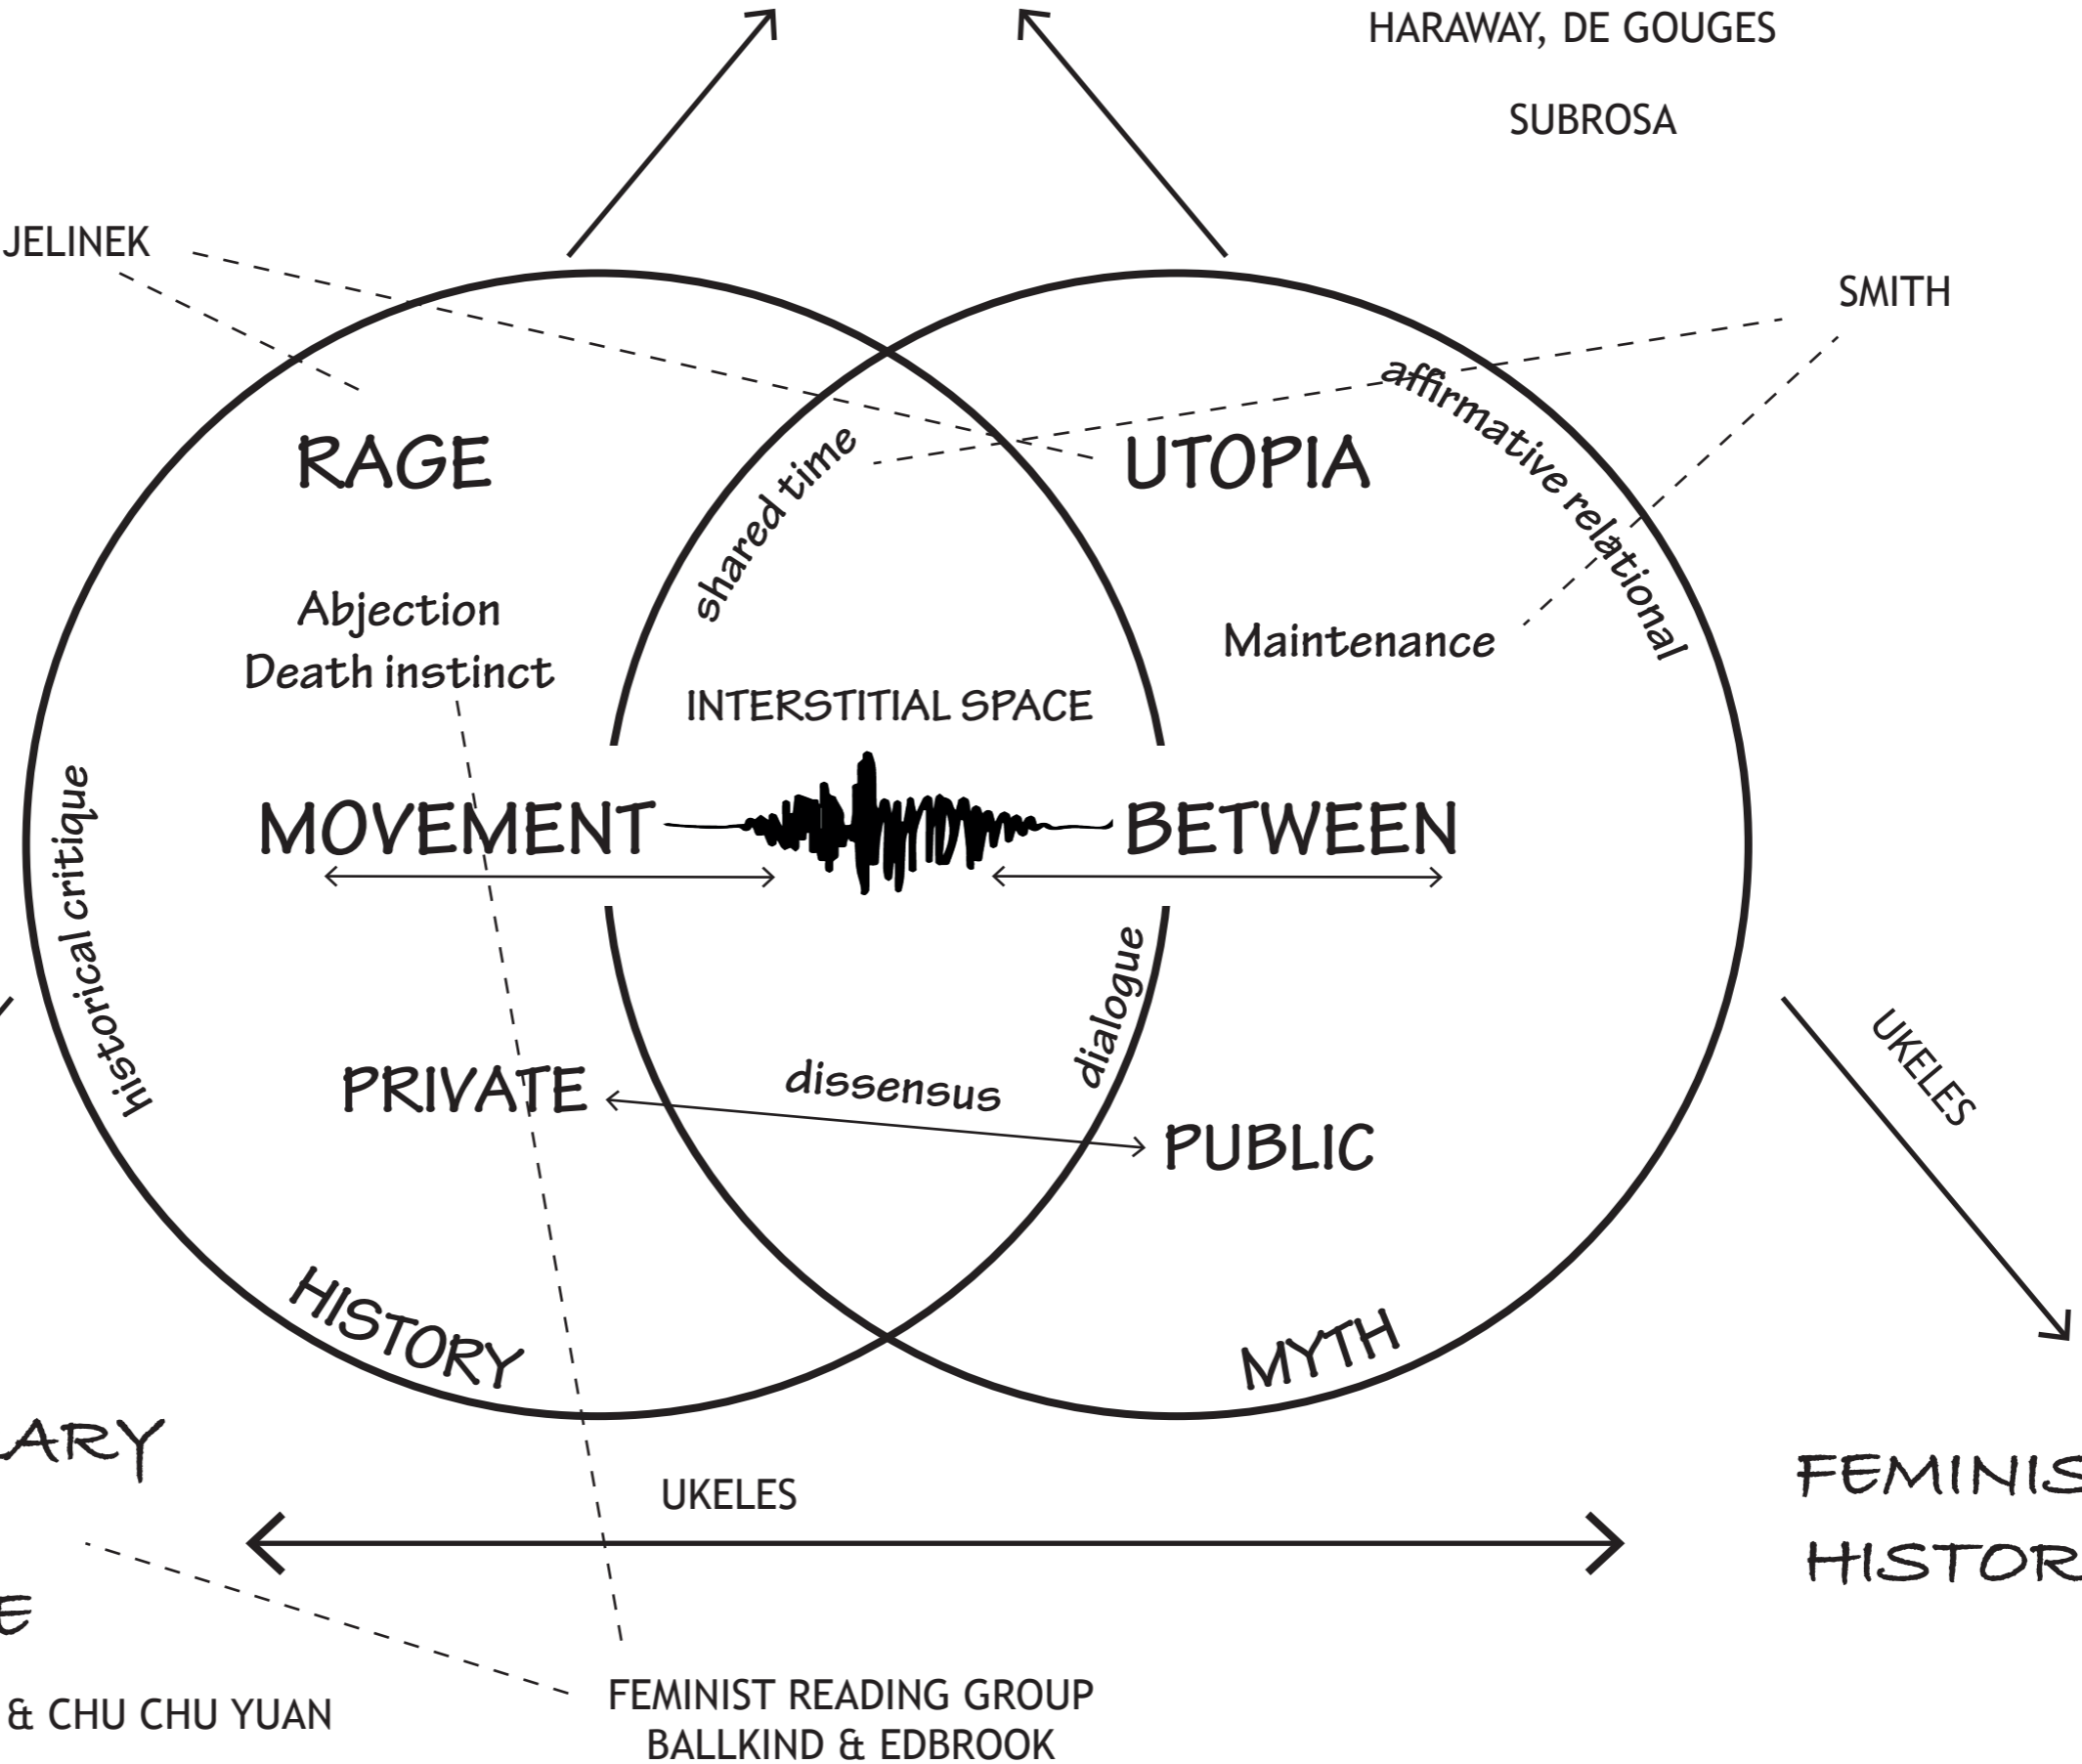 HARAWAY, DE GOUGES
SUBROSA
JELINEK
SMITH
affirmative relational
RAGE
shared time
UTOPIA
Abjection
Death instinct
Maintenance
INTERSTITIAL SPACE
historical critique
MOVEMENT
BETWEEN
dialogue
UKELES
PRIVATE
dissensus
PUBLIC
HISTORY
MYTH
ARY
UKELES
FEMINIS
HISTOR
E
& CHU CHU YUAN
FEMINIST READING GROUP
BALLKIND & EDBROOK